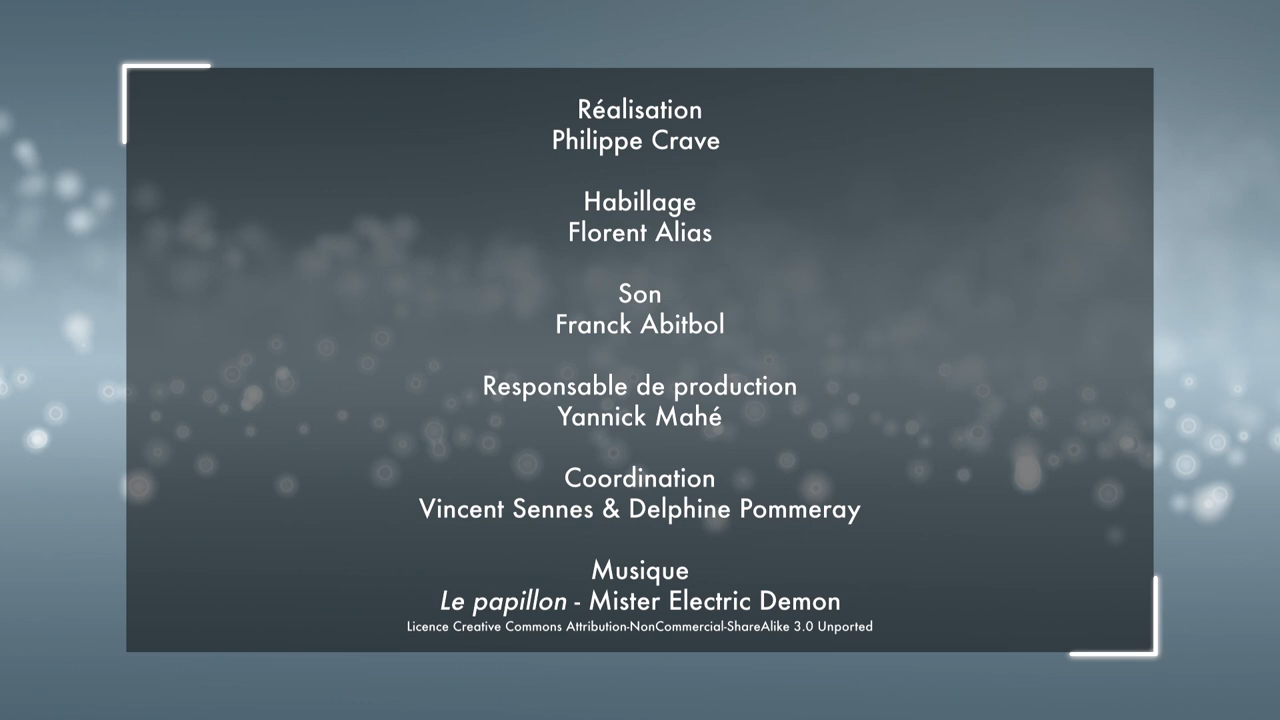 Réalisation
Philippe Crave
Habillage
Florent Alias
Son
Franck Abitbol
Responsable de production
Yannick Mahé
Coordination
Vincent Sennes & Delphine Pommeray
Musique
Le papillon - Mister Electric Demon
Licence Creative Commons Attribution-NonCommercial-ShareAlike 3.0 Unported